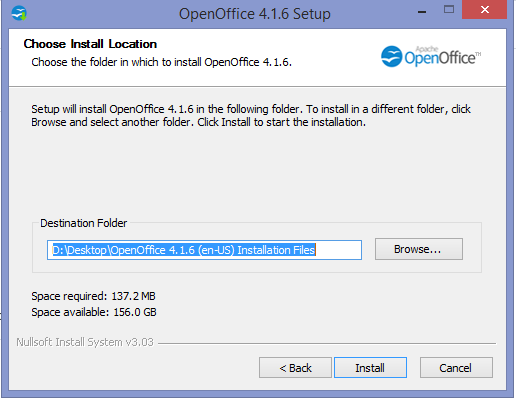 OpenOffice 4.1.6 Setup
Choose Install Location
Choose the folder in which to install OpenOffice 4.1.6.
Apache
OpenOffice™
Setup will install OpenOffice 4.1.6 in the following folder. To install in a different folder, click
Browse and select another folder. Click Install to start the installation.
Destination Folder
D:\Desktop\OpenOffice 4.1.6 (en-US) Installation Files
Browse...
Space required: 137.2 MB
Space available: 156.0 GB
Nullsoft Install System v3.03
< Back
Install
Cancel